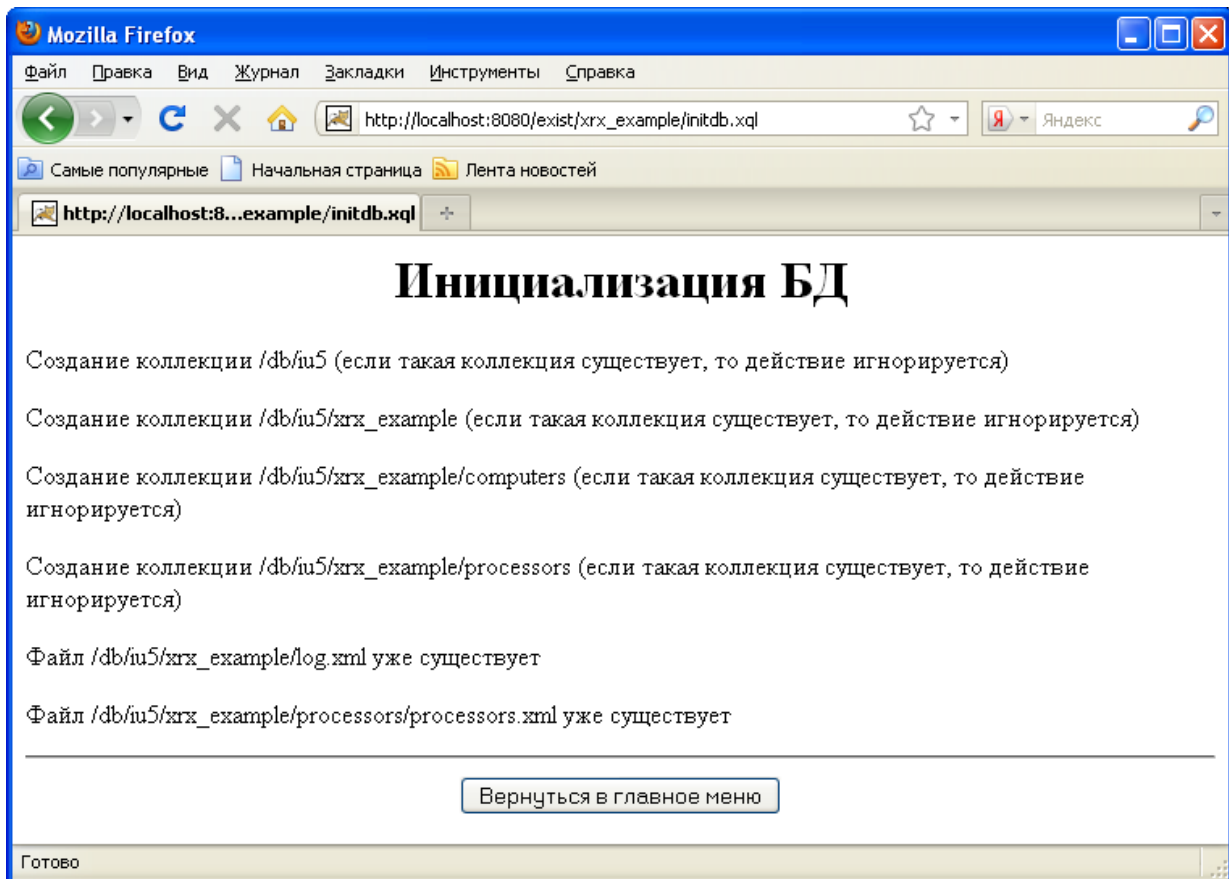 Mozilla Firefox
Файл Правка Вид Журнал Закладки Инструменты Справка
http://localhost:8080/exist/xrx_example/initdb.xql Я Яндекс
Самые популярные Начальная страница Лента новостей
http://localhost:8...example/initdb.xql
Инициализация БД
Создание коллекции /db/iu5 (если такая коллекция существует, то действие игнорируется)
Создание коллекции /db/iu5/xrx_example (если такая коллекция существует, то действие игнорируется)
Создание коллекции /db/iu5/xrx_example/computers (если такая коллекция существует, то действие
игнорируется)
Создание коллекции /db/iu5/xrx_example/processors (если такая коллекция существует, то действие
игнорируется)
Файл /db/iu5/xrx_example/log.xml уже существует
Файл /db/iu5/xrx_example/processors/processors.xml уже существует
Вернуться в главное меню
Готово